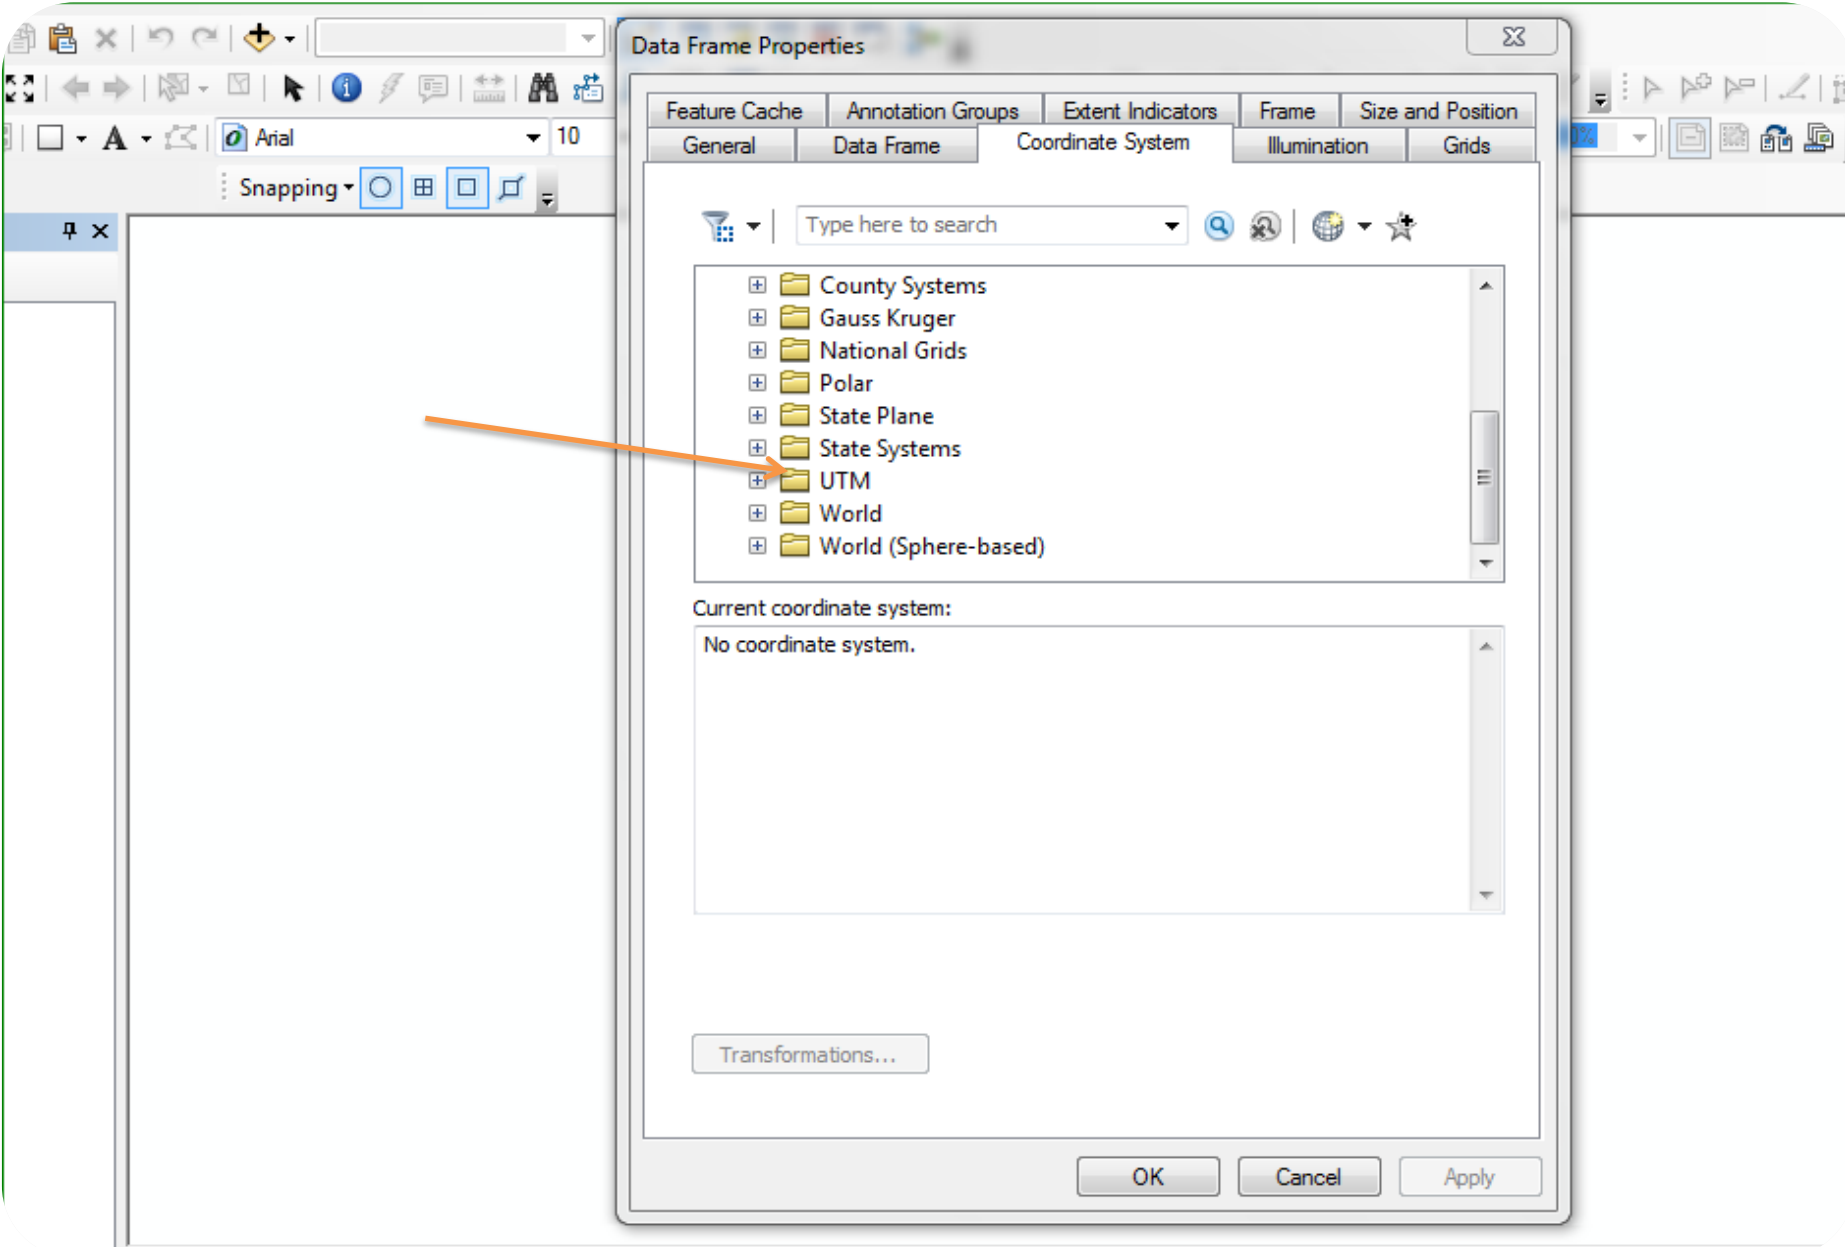 Data Frame Properties
Feature Cache Annotation Groups Extent Indicators Frame Size and Position
Arial 10
General Data Frame Coordinate System Illumination Grids
Snapping
Type here to search
County Systems
Gauss Kruger
National Grids
Polar
State Plane
State Systems
UTM
World
World (Sphere-based)
Current coordinate system:
No coordinate system.
Transformations...
OK Cancel Apply